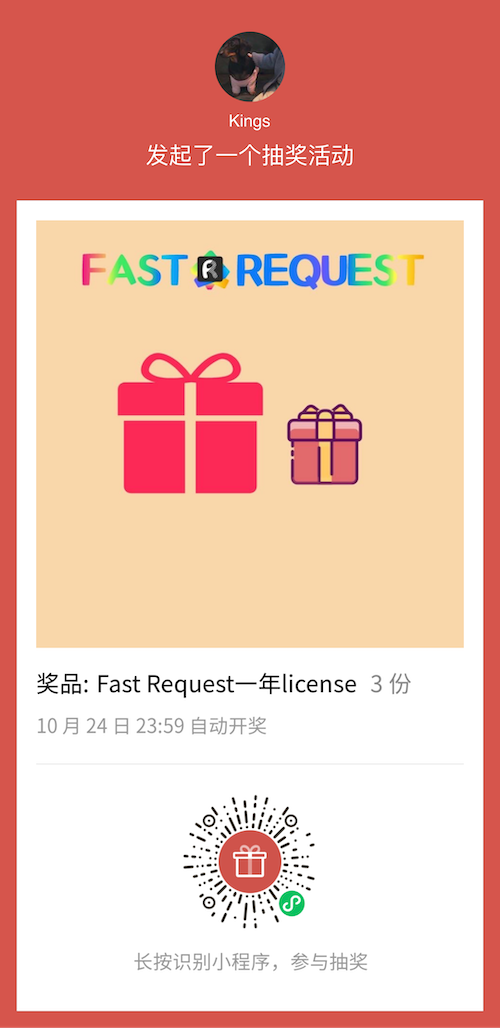 Kings
发起了一个抽奖活动
FAST REQUEST
奖品: Fast Request一年license 3 份
10 月 24 日 23:59 自动开奖
长按识别小程序，参与抽奖